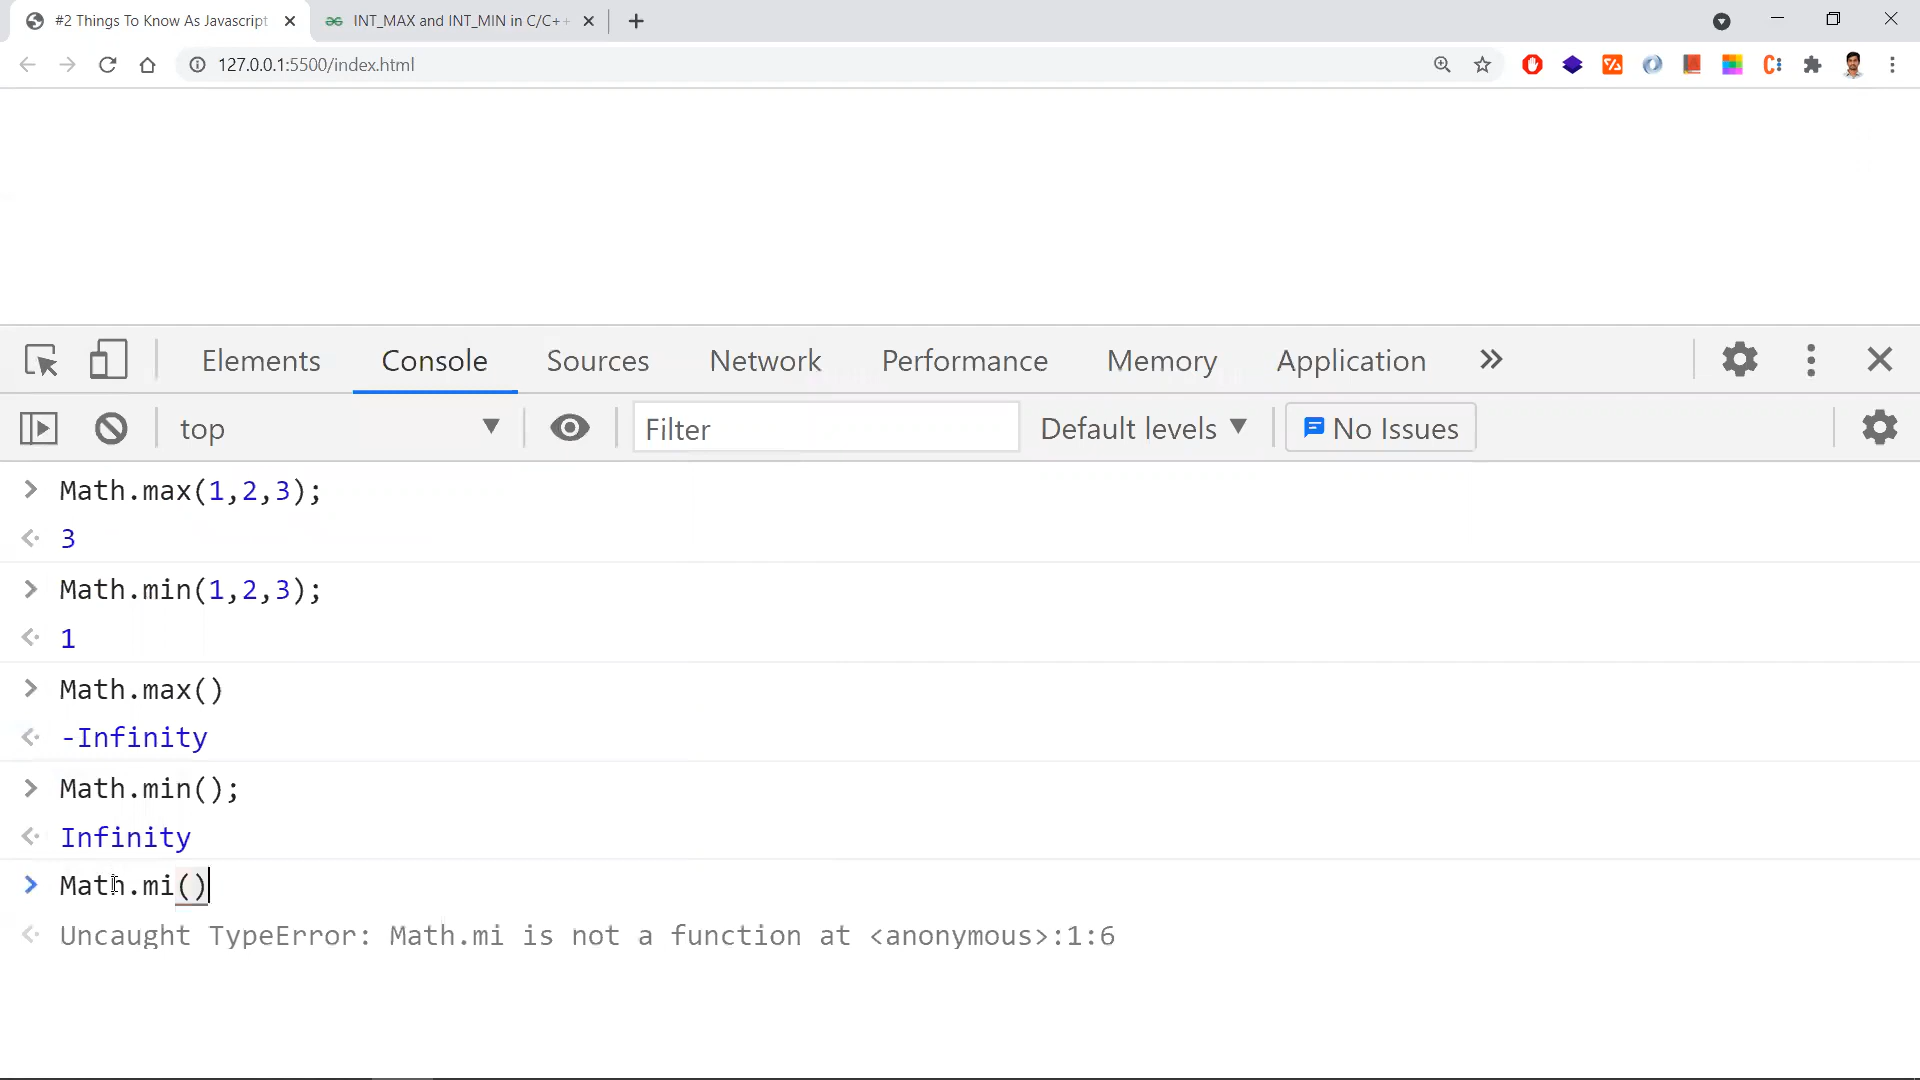 #2 Things To Know As Javascript
INT_MAX and INT_MIN in C/C++
127.0.0.1:5500/index.html
Elements Console Sources Network Performance Memory Application
top Filter Default levels No Issues
> Math.max(1,2,3);
3
> Math.min(1,2,3);
1
> Math.max()
-Infinity
> Math.min();
Infinity
> Math.mi()
Uncaught TypeError: Math.mi is not a function at <anonymous>:1:6